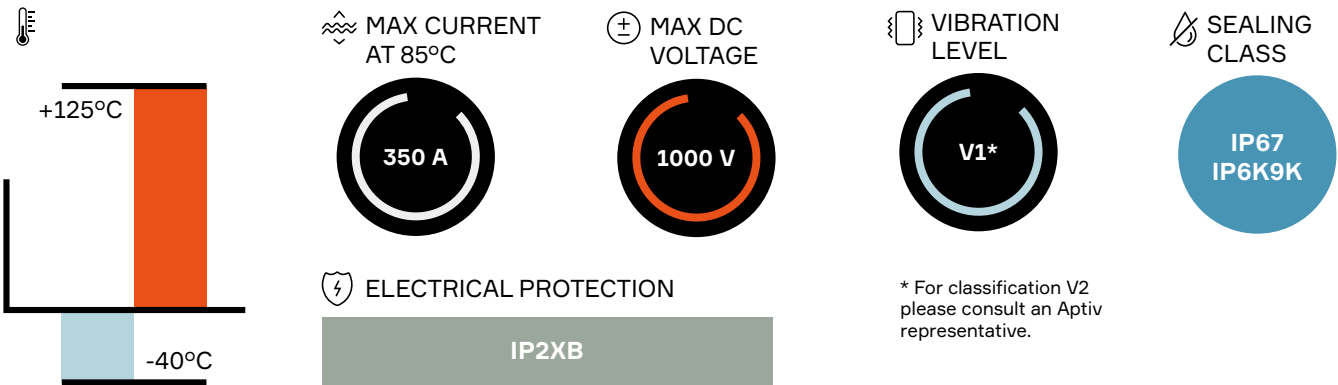 +125°C
-40°C
MAX CURRENT
AT 85°C
350 A
MAX DC
VOLTAGE
1000 V
VIBRATION
LEVEL
V1*
SEALING
CLASS
IP67
IP6K9K
ELECTRICAL PROTECTION
IP2XB
* For classification V2
please consult an Aptiv
representative.